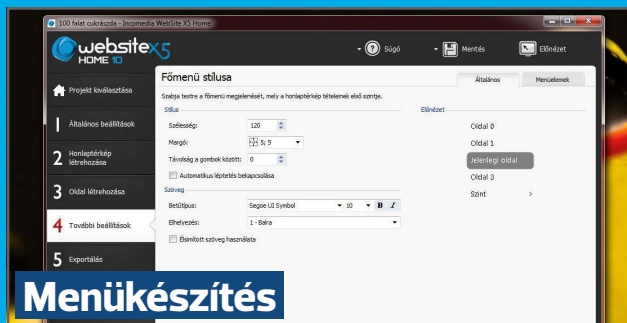 100 falat cukrászda - Incomedia WebSite X5 Home
websitex5
HOME 10
Súgó
Mentés
Előnézet
Projekt kiválasztása
1 Általános beállítások
2 Honlaptérkép
létrehozása
3 Oldal létrehozása
4 További beállítások
5 Exportálás
Főmenü stílusa
Általános
Menüelemek
Szabja testre a főmenü megjelenését, mely a honlaptérkép tételeinek első szintje.
Stílus
Szélesség: 120
Margó: 5; 5
Távolság a gombok között: 0
Automatikus léptetés bekapcsolása
Szöveg
Betűtípus: Segoe UI Symbol 10 B I
Elhelyezés: 1 - Balra
Elsimított szöveg használata
Előnézet
Oldal 0
Oldal 1
Jelenlegi oldal
Oldal 3
Szint >
Menükészítés